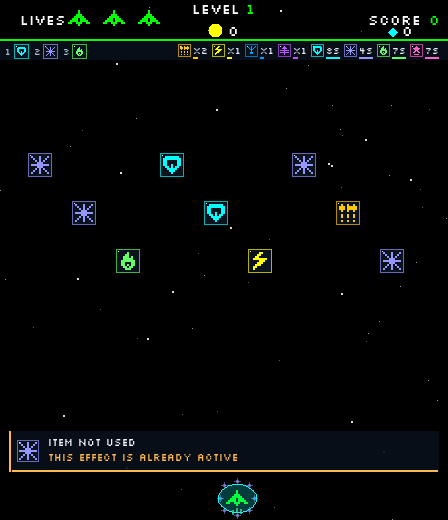 LEVEL 1
LIVES
SCORE 0
0
0
1 2 3 X2 X1 X1 X1 8S 4S 7S 7S
ITEM NOT USED
THIS EFFECT IS ALREADY ACTIVE